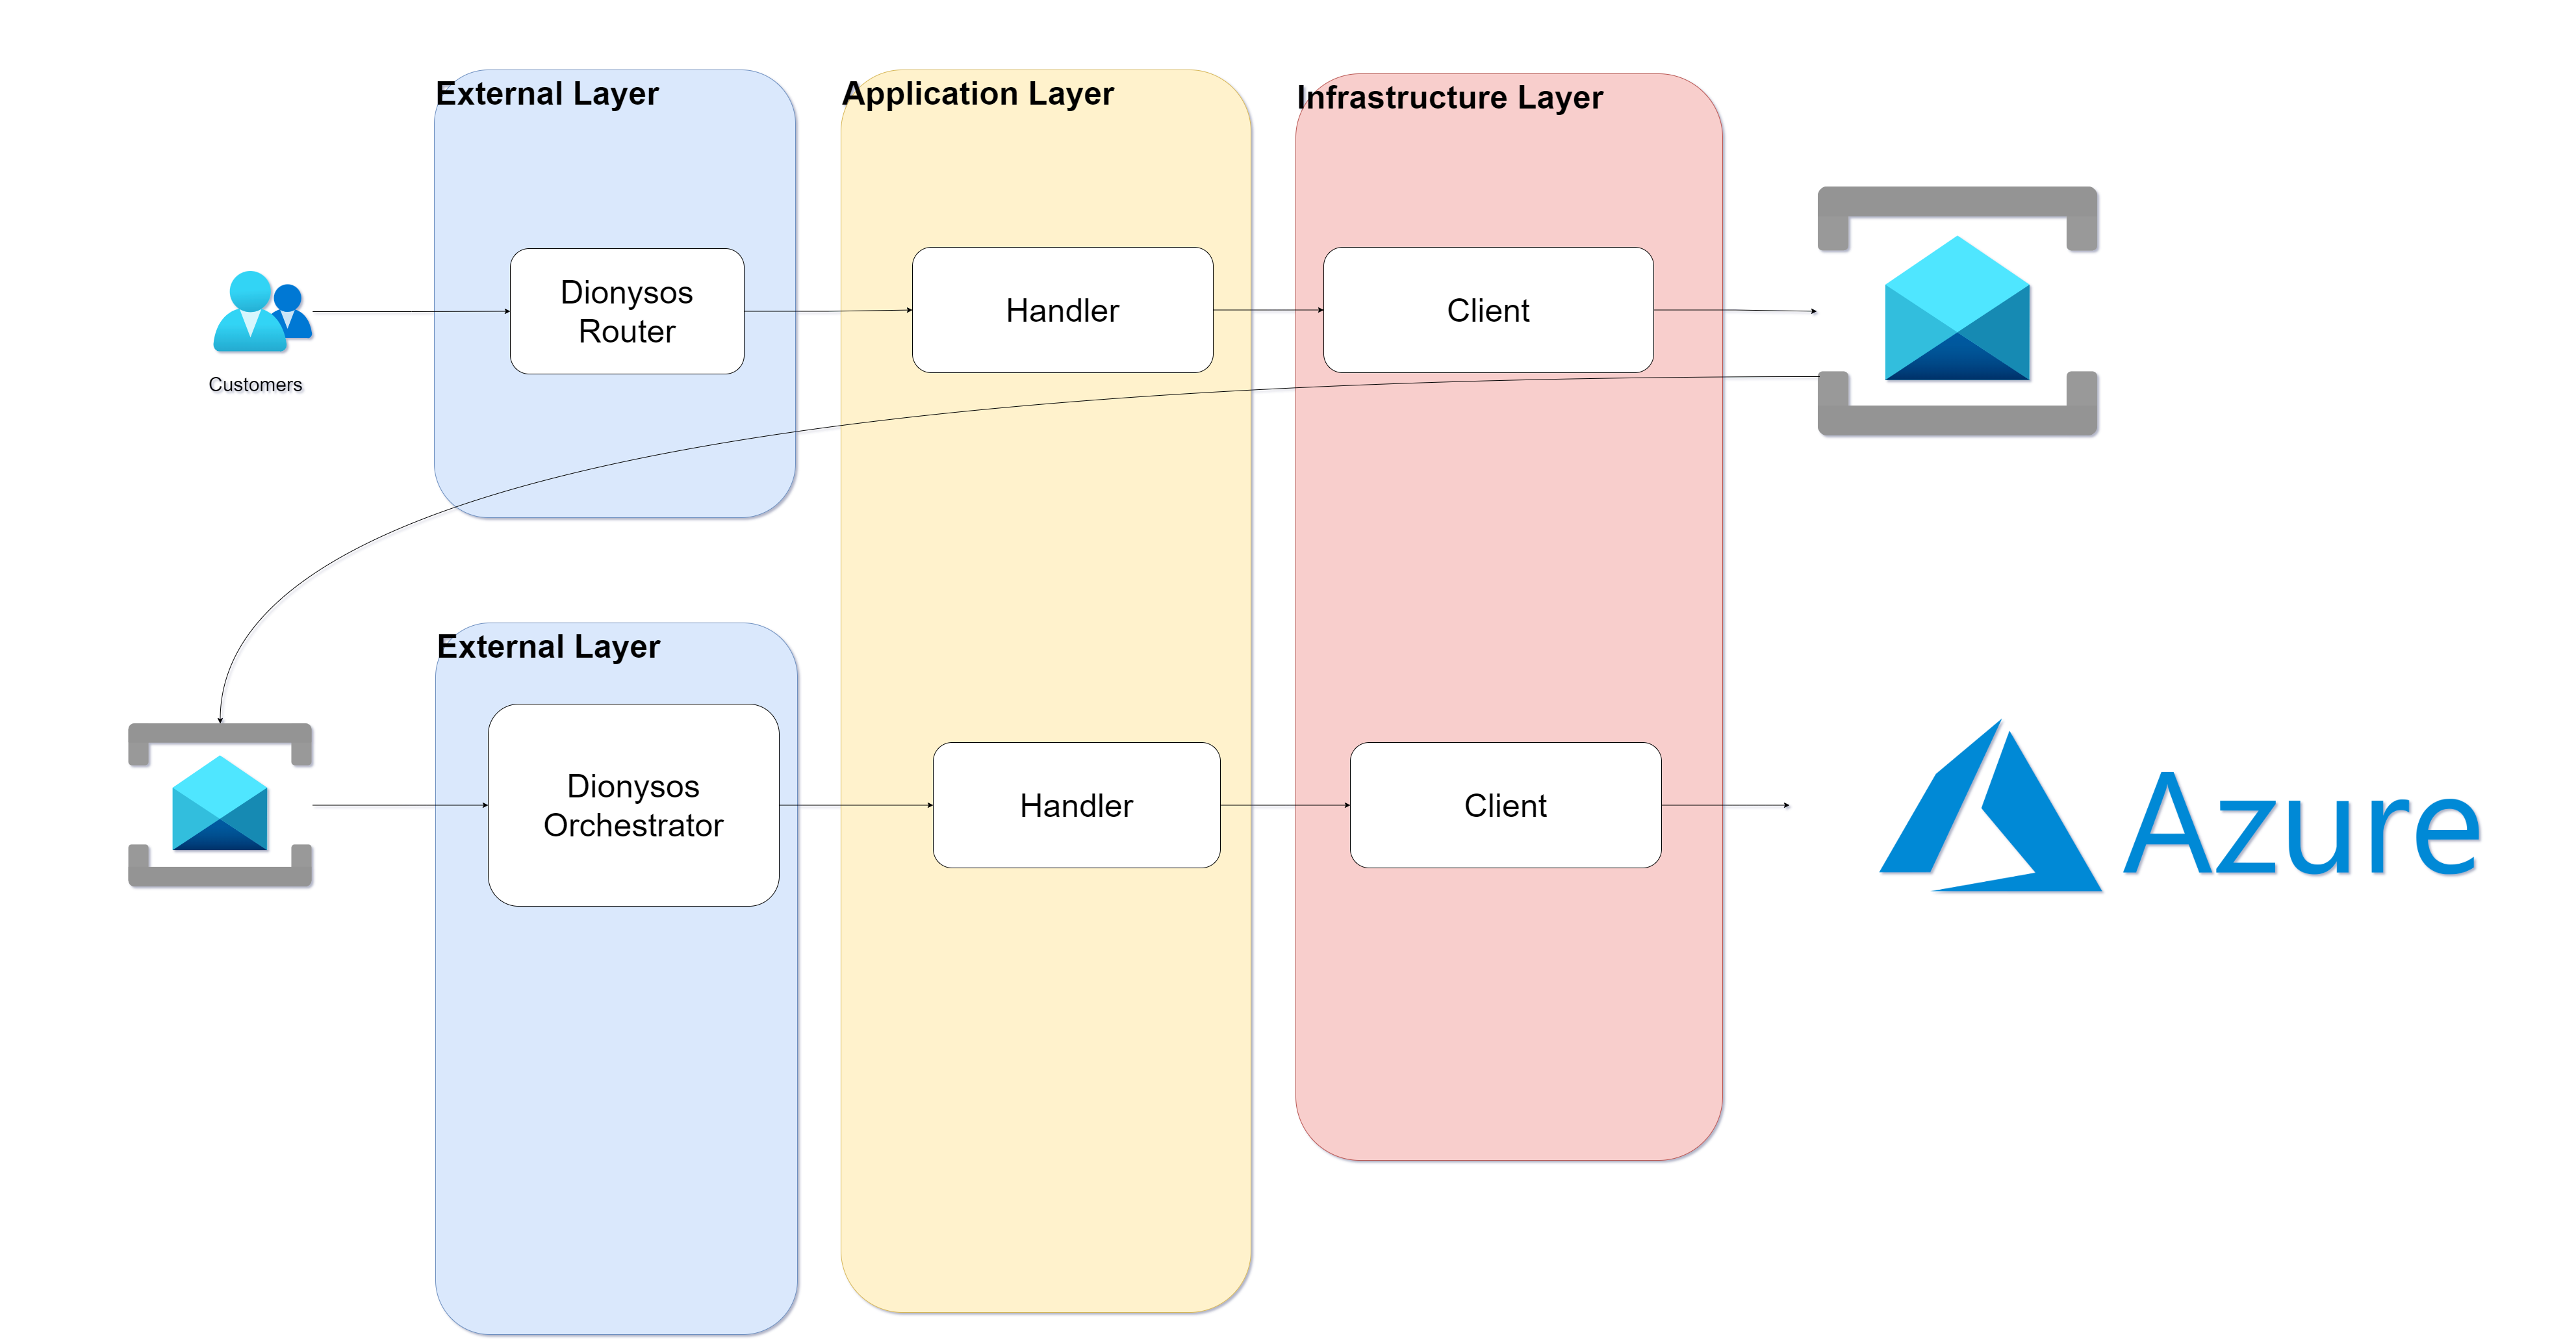 External Layer
Application Layer
Infrastructure Layer
Dionysos
Router
Handler
Client
Customers
External Layer
Dionysos
Orchestrator
Handler
Client
Azure